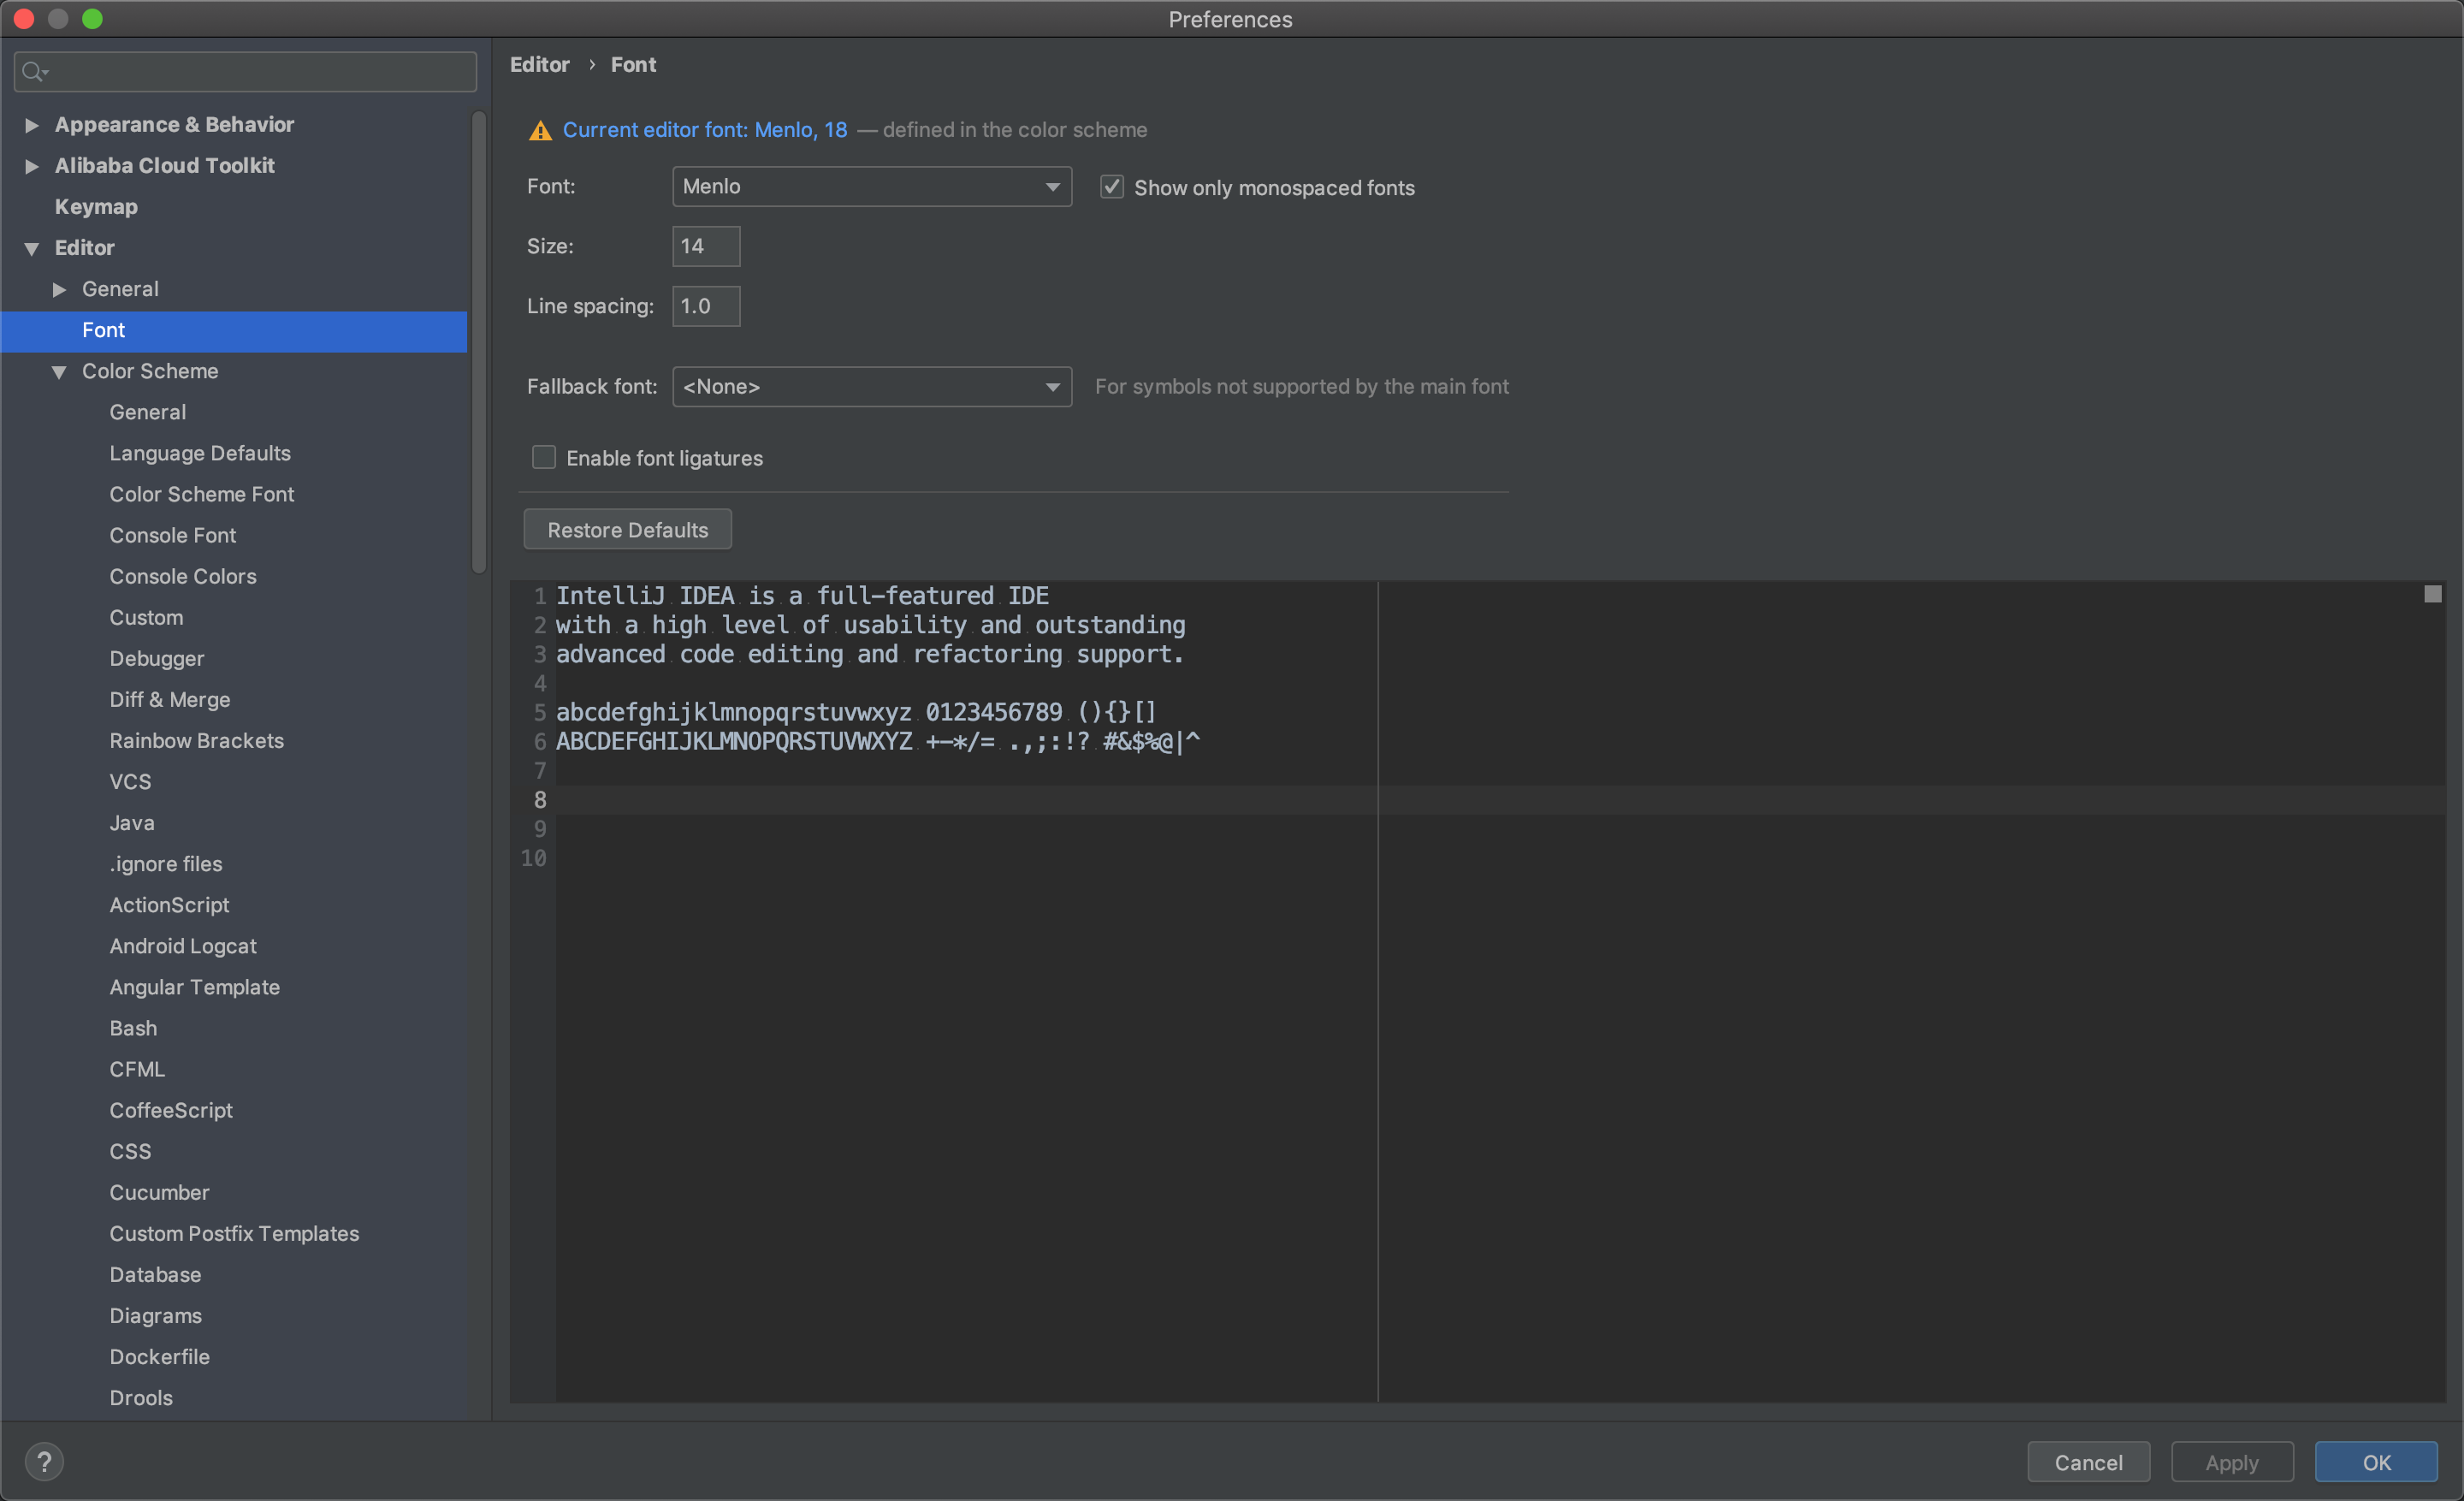 Preferences
Appearance & Behavior
Alibaba Cloud Toolkit
Keymap
Editor
General
Font
Color Scheme
General
Language Defaults
Color Scheme Font
Console Font
Console Colors
Custom
Debugger
Diff & Merge
Rainbow Brackets
VCS
Java
.ignore files
ActionScript
Android Logcat
Angular Template
Bash
CFML
CoffeeScript
CSS
Cucumber
Custom Postfix Templates
Database
Diagrams
Dockerfile
Drools
Editor › Font
Current editor font: Menlo, 18 — defined in the color scheme
Font: Menlo Show only monospaced fonts
Size: 14
Line spacing: 1.0
Fallback font: <None> For symbols not supported by the main font
Enable font ligatures
Restore Defaults
1 IntelliJ IDEA is a full-featured IDE
2 with a high level of usability and outstanding
3 advanced code editing and refactoring support.
4
5 abcdefghijklmnopqrstuvwxyz 0123456789 (){}[]
6 ABCDEFGHIJKLMNOPQRSTUVWXYZ +-*/= .,;:!? #&$%@|^
7
8
9
10
? Cancel Apply OK